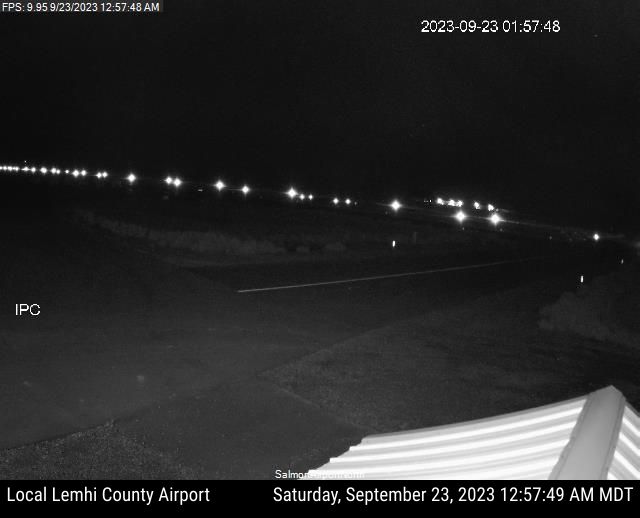 FPS: 9.95 9/23/2023 12:57:48 AM
2023-09-23 01:57:48
IPC
Local Lemhi County Airport
Saturday, September 23, 2023 12:57:49 AM MDT